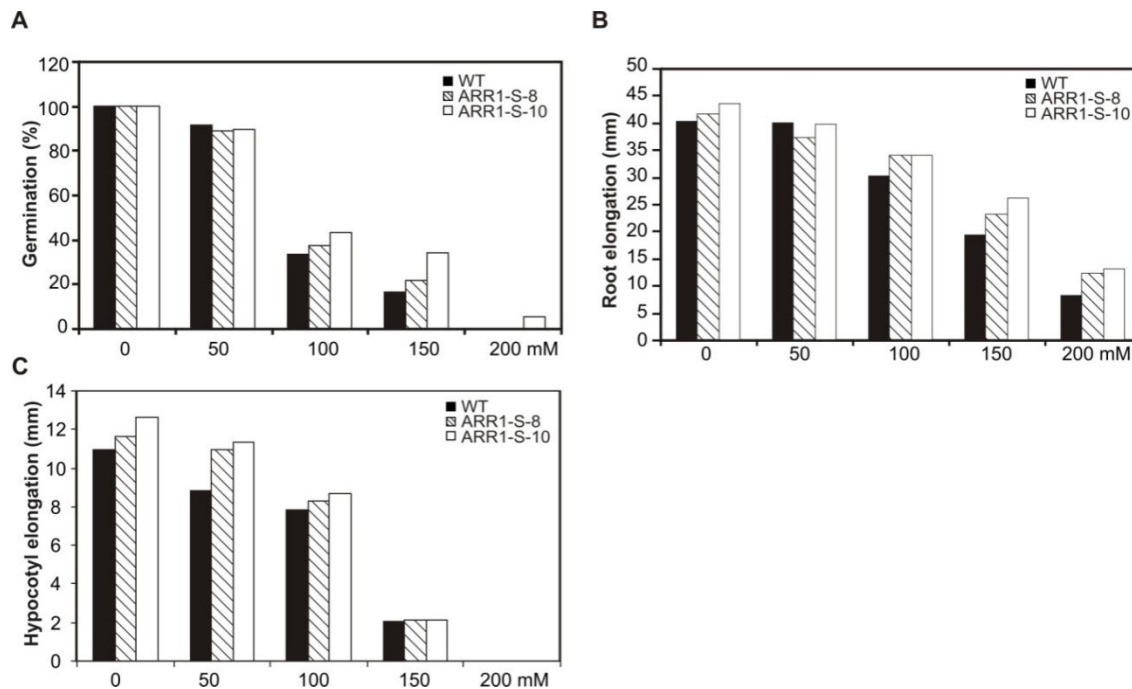 A
Germination (%)
120
100
80
60
40
20
0
WT
ARR1-S-8
ARR1-S-10
0 50 100 150 200 mM
B
Root elongation (mm)
50
45
40
35
30
25
20
15
10
5
0
WT
ARR1-S-8
ARR1-S-10
0 50 100 150 200 mM
C
Hypocotyl elongation (mm)
14
12
10
8
6
4
2
0
WT
ARR1-S-8
ARR1-S-10
0 50 100 150 200 mM